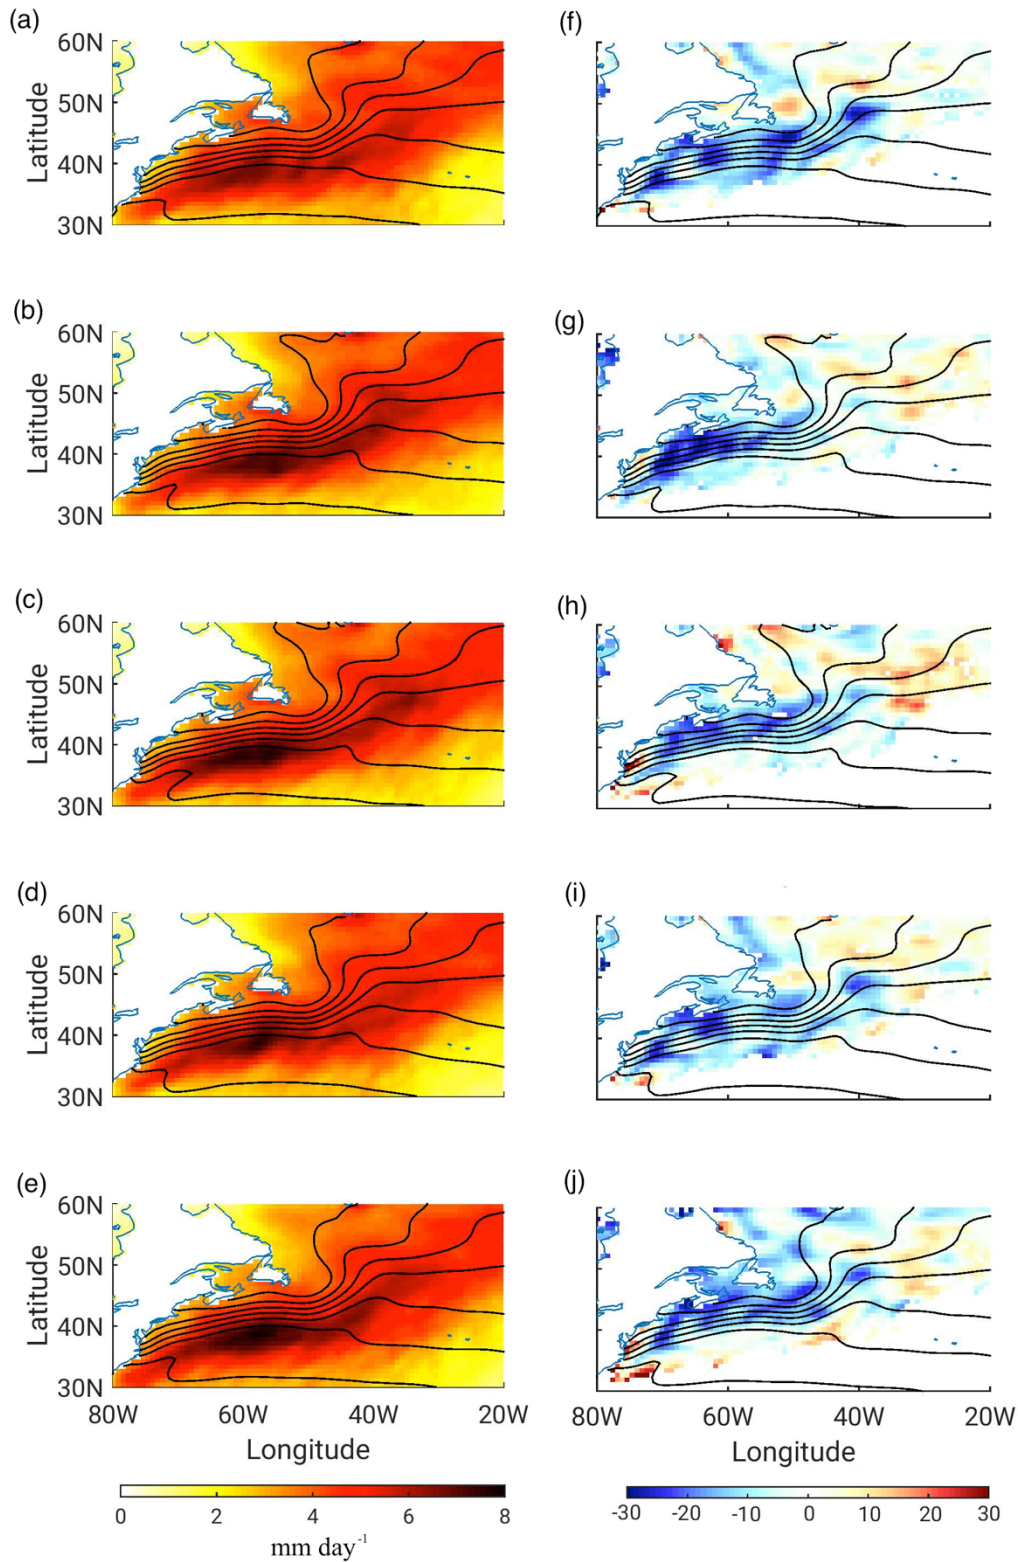 (a)
60N
50N
40N
30N
Latitude
(f)
(b)
60N
50N
40N
30N
Latitude
(g)
(c)
60N
50N
40N
30N
Latitude
(h)
(d)
60N
50N
40N
30N
Latitude
(i)
(e)
60N
50N
40N
30N
Latitude
(j)
80W 60W 40W 20W
Longitude
80W 60W 40W 20W
Longitude
0 2 4 6 8
mm day-1
-30 -20 -10 0 10 20 30